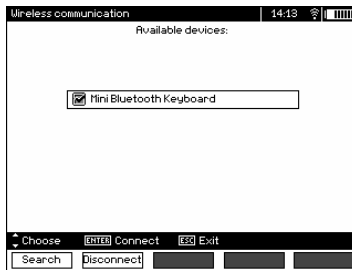 Wireless communication 14:13
Available devices:
Mini Bluetooth Keyboard
Choose ENTER Connect ESC Exit
Search Disconnect